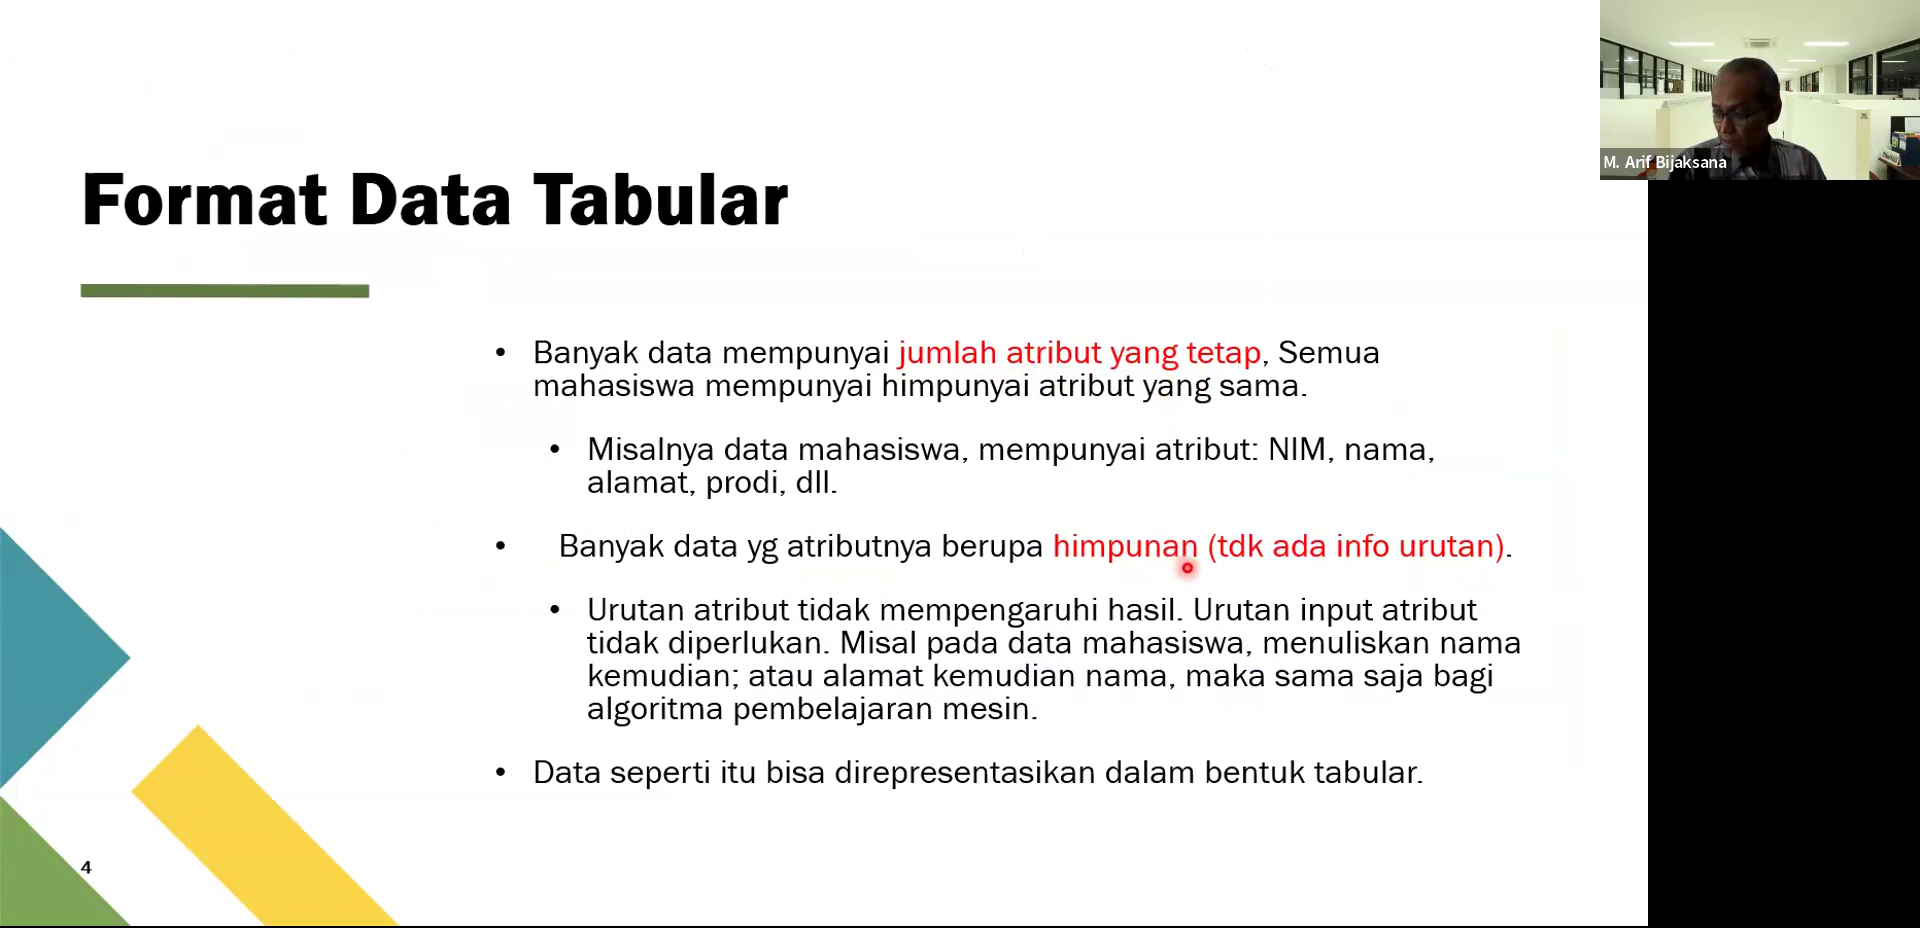 M. Arif Bijaksana
Format Data Tabular
• Banyak data mempunyai jumlah atribut yang tetap, Semua
mahasiswa mempunyai himpunyai atribut yang sama.
• Misalnya data mahasiswa, mempunyai atribut: NIM, nama,
alamat, prodi, dll.
• Banyak data yg atributnya berupa himpunan (tdk ada info urutan).
• Urutan atribut tidak mempengaruhi hasil. Urutan input atribut
tidak diperlukan. Misal pada data mahasiswa, menuliskan nama
kemudian; atau alamat kemudian nama, maka sama saja bagi
algoritma pembelajaran mesin.
• Data seperti itu bisa direpresentasikan dalam bentuk tabular.
4